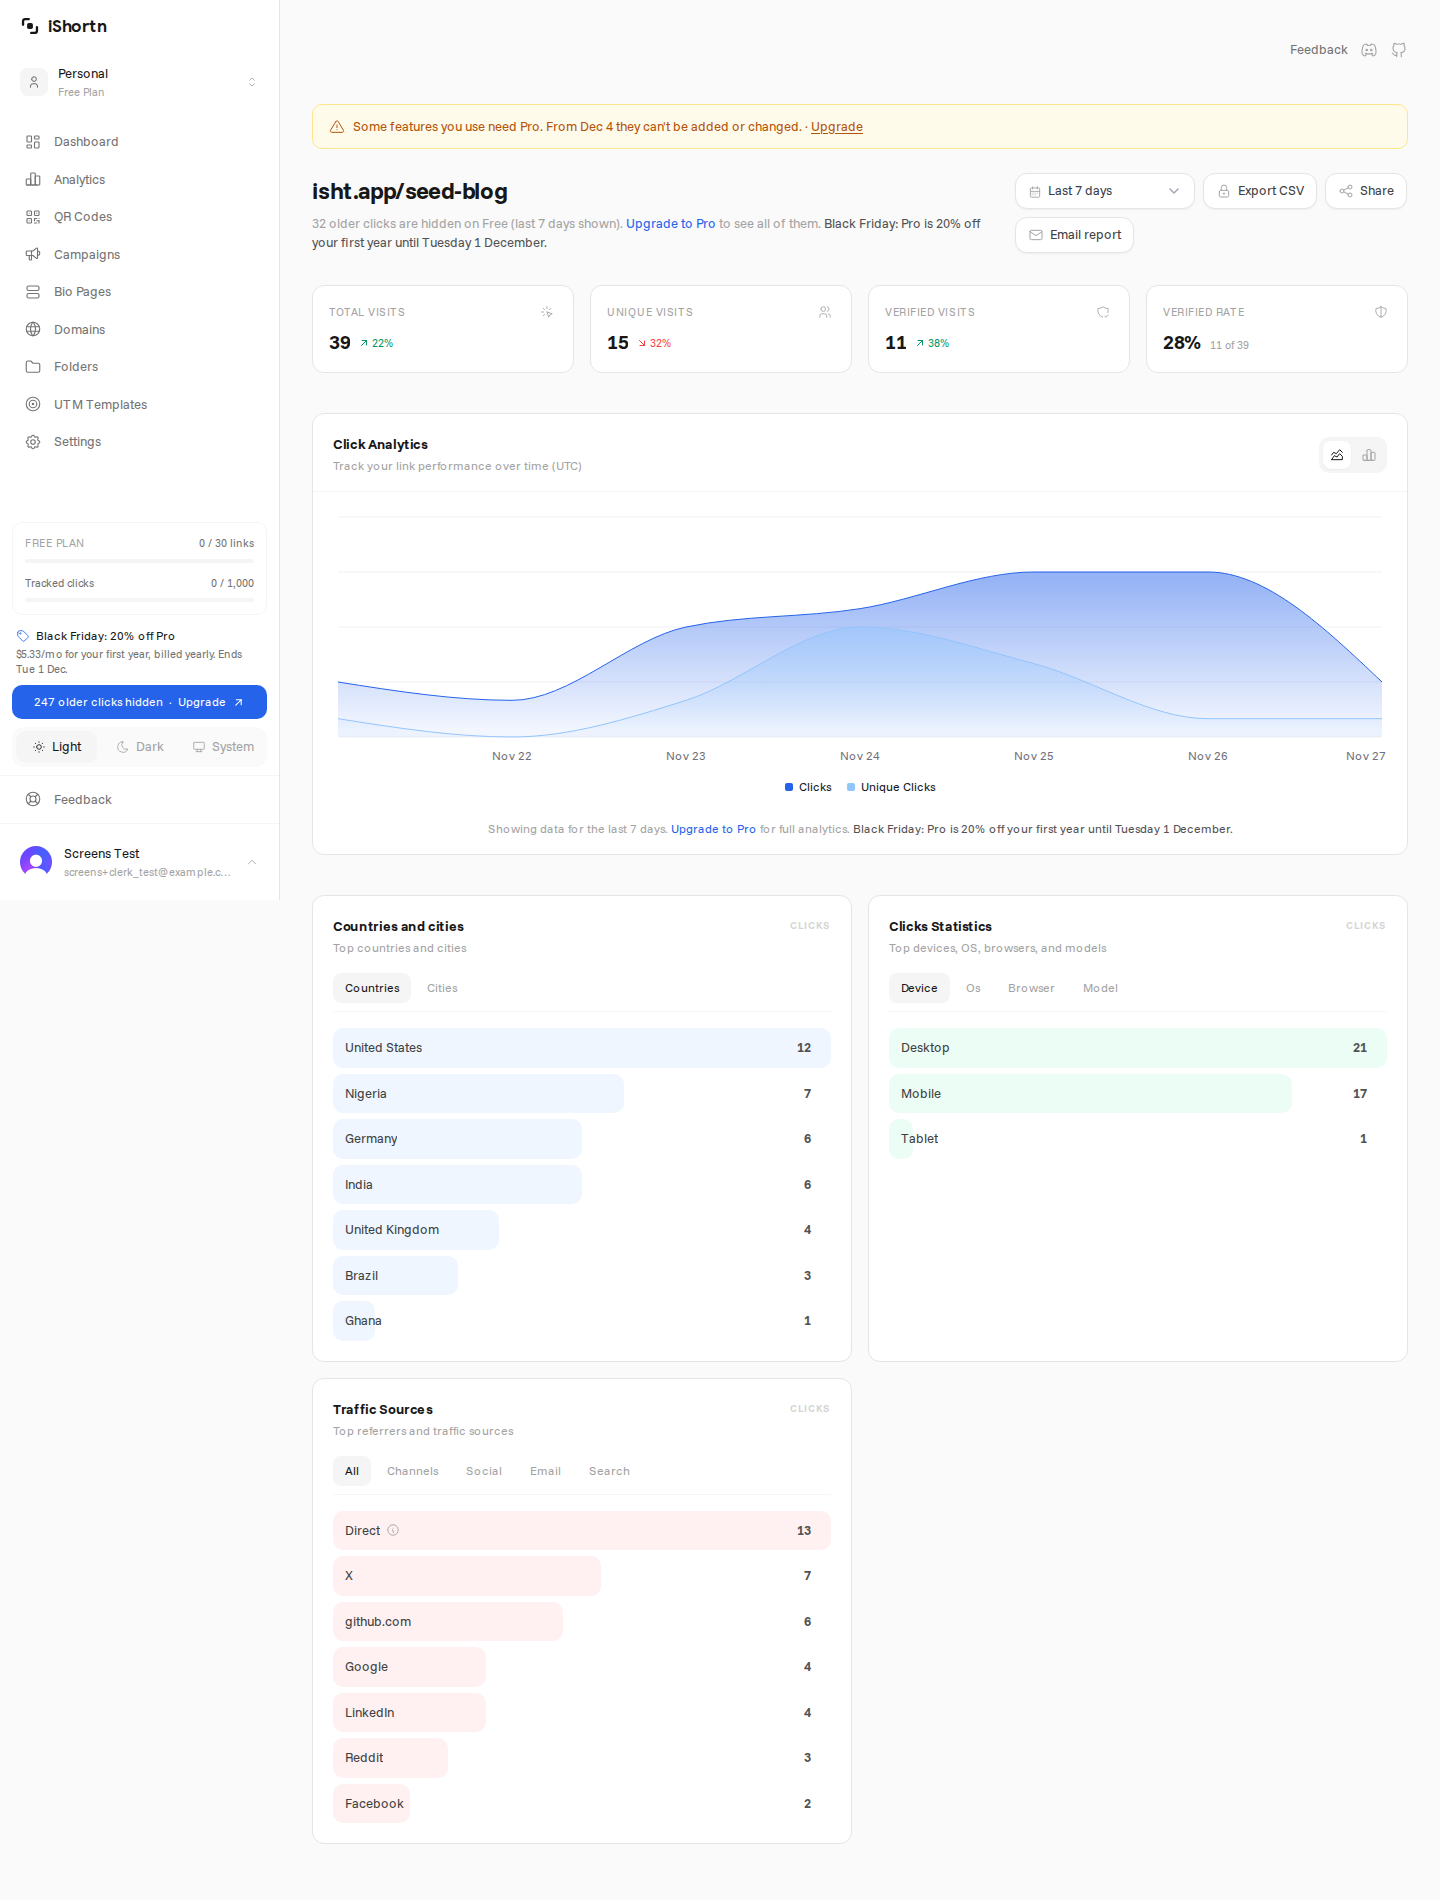 iShortn
Personal
Free Plan
Dashboard
Analytics
QR Codes
Campaigns
Bio Pages
Domains
Folders
UTM Templates
Settings
FREE PLAN 0 / 30 links
Tracked clicks 0 / 1,000
Black Friday: 20% off Pro
$5.33/mo for your first year, billed yearly. Ends
Tue 1 Dec.
247 older clicks hidden · Upgrade
Light Dark System
Feedback
Screens Test
screens+clerk_test@example.c...
Feedback
Some features you use need Pro. From Dec 4 they can't be added or changed. · Upgrade
isht.app/seed-blog
32 older clicks are hidden on Free (last 7 days shown). Upgrade to Pro to see all of them. Black Friday: Pro is 20% off
your first year until Tuesday 1 December.
Last 7 days Export CSV Share
Email report
TOTAL VISITS
39 22%
UNIQUE VISITS
15 32%
VERIFIED VISITS
11 38%
VERIFIED RATE
28% 11 of 39
Click Analytics
Track your link performance over time (UTC)
Nov 22 Nov 23 Nov 24 Nov 25 Nov 26 Nov 27
Clicks Unique Clicks
Showing data for the last 7 days. Upgrade to Pro for full analytics. Black Friday: Pro is 20% off your first year until Tuesday 1 December.
Countries and cities CLICKS
Top countries and cities
Countries Cities
United States 12
Nigeria 7
Germany 6
India 6
United Kingdom 4
Brazil 3
Ghana 1
Clicks Statistics CLICKS
Top devices, OS, browsers, and models
Device Os Browser Model
Desktop 21
Mobile 17
Tablet 1
Traffic Sources CLICKS
Top referrers and traffic sources
All Channels Social Email Search
Direct 13
X 7
github.com 6
Google 4
LinkedIn 4
Reddit 3
Facebook 2